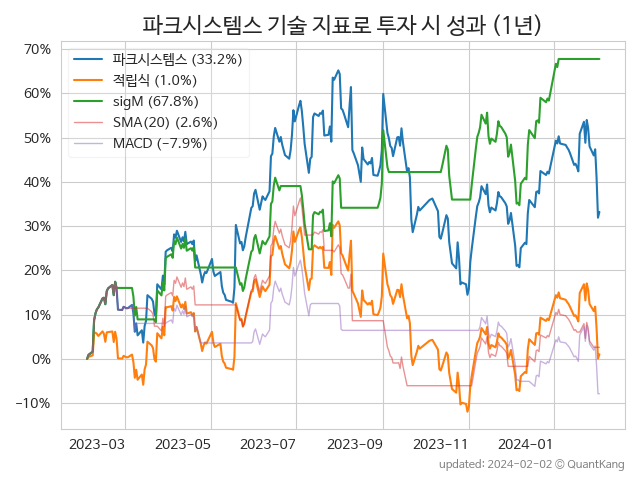 파크시스템스 기술 지표로 투자 시 성과 (1년)
파크시스템스 (33.2%)
적립식 (1.0%)
sigM (67.8%)
SMA(20) (2.6%)
MACD (−7.9%)
70%
60%
50%
40%
30%
20%
10%
0%
−10%
2023-03
2023-05
2023-07
2023-09
2023-11
2024-01
updated: 2024-02-02 © QuantKang